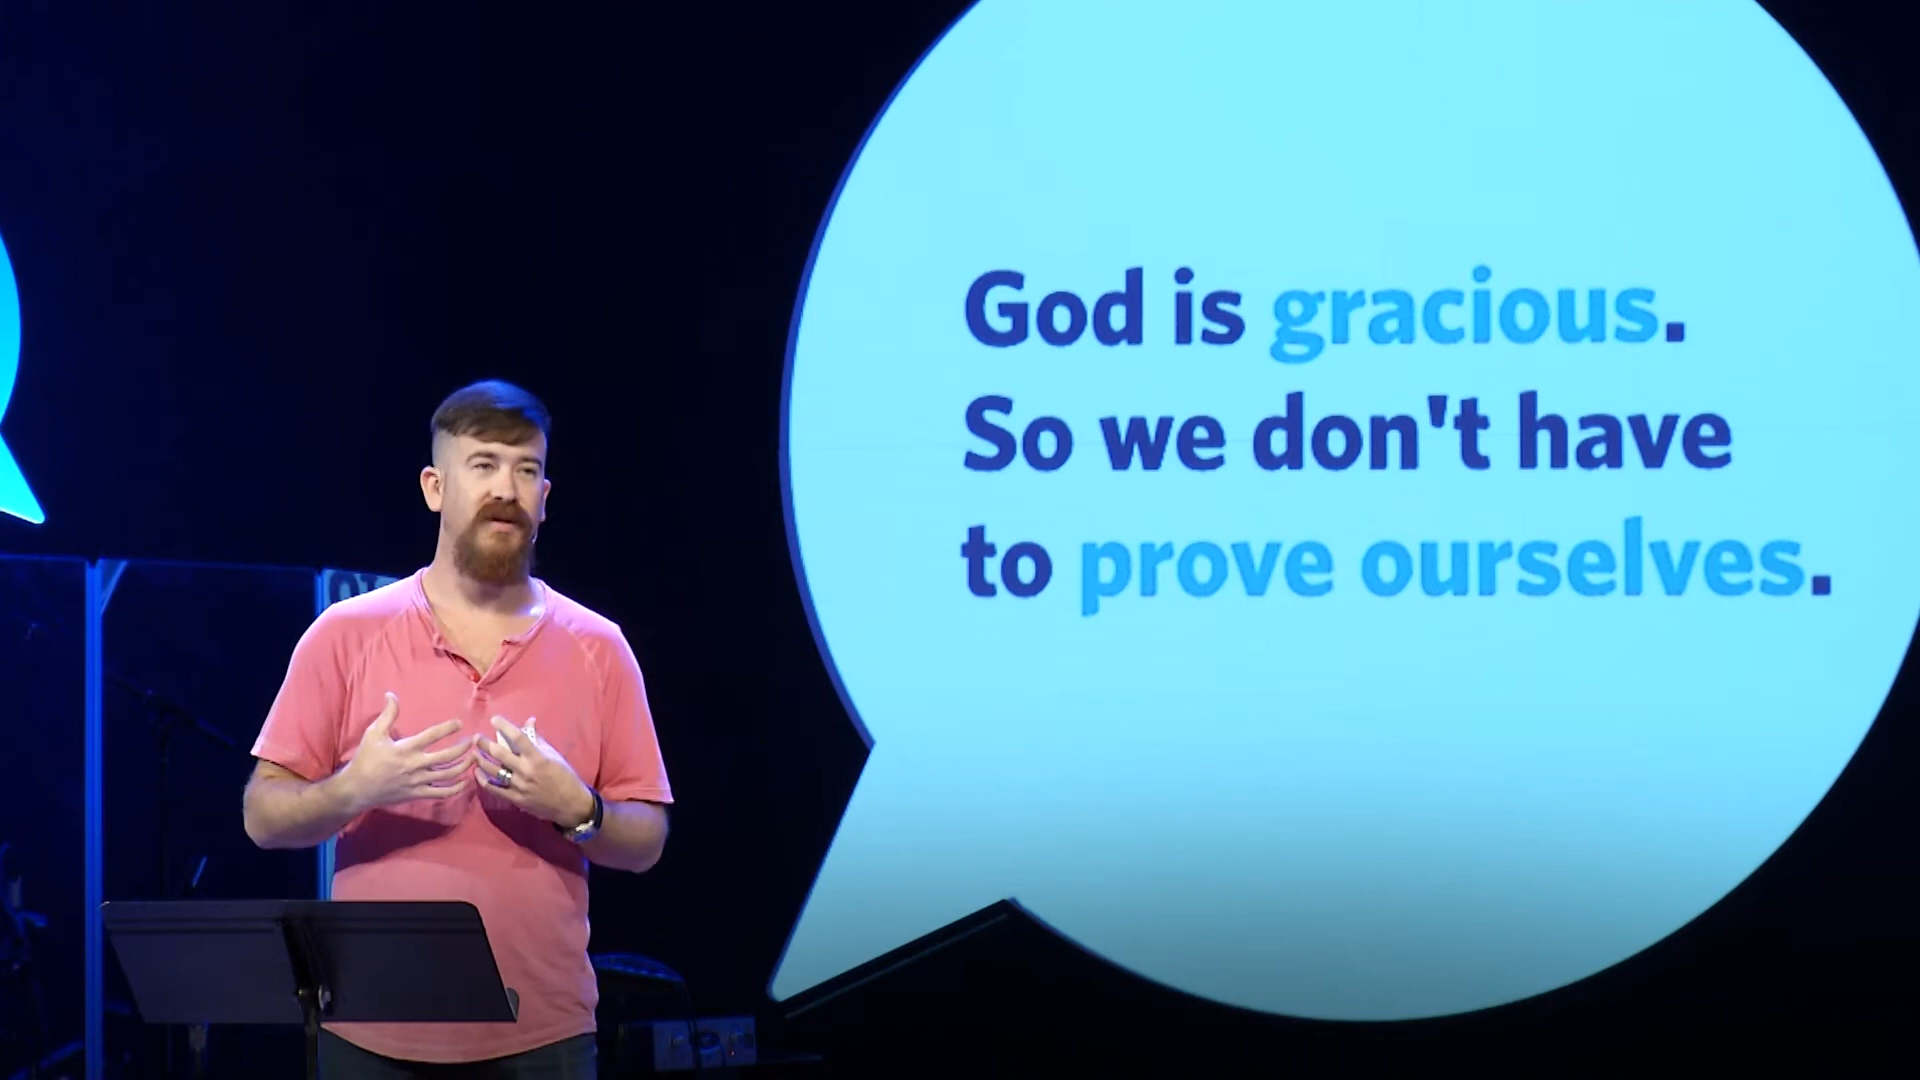 God is gracious.
So we don't have
to prove ourselves.